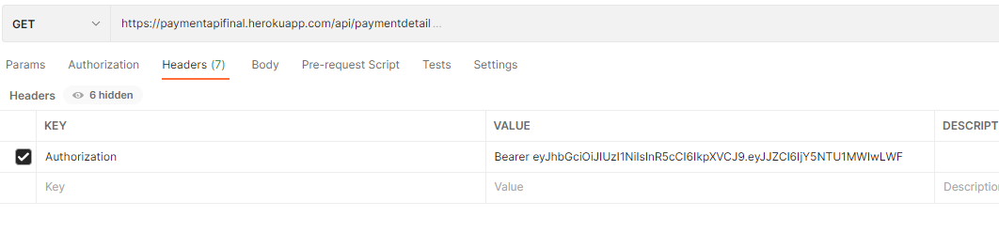 GET https://paymentapifinal.herokuapp.com/api/paymentdetail ...
Params Authorization Headers (7) Body Pre-request Script Tests Settings
Headers 6 hidden
KEY VALUE DESCRIPT
Authorization Bearer eyJhbGciOiJIUzI1NiIsInR5cCI6IkpXVCJ9.eyJJZCI6IjY5NTU1MWIwLWF
Key Value Description